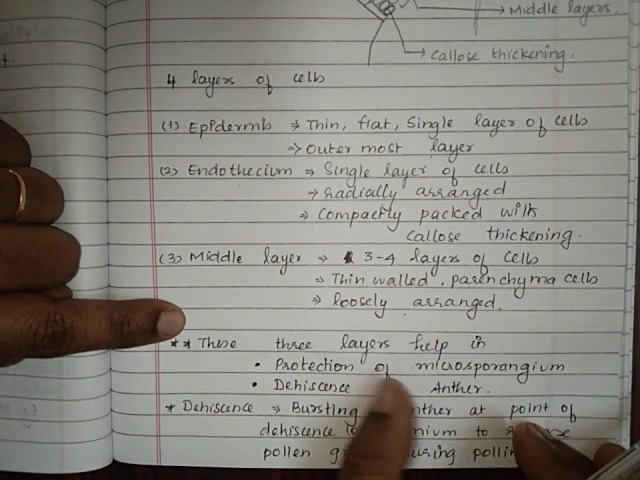 → Middle layers.
→ Callose thickening.
4 layers of cells
(1) Epidermis → Thin, flat, Single layer of cells
→ outer most layer
(2) Endothecium → Single layer of cells
→ radially arranged
→ compactly packed with
callose thickening.
(3) Middle layer → 3-4 layers of cells
→ Thin walled, parenchyma cells
→ loosely arranged.
** These three layers help in
• Protection of microsporangium
• Dehiscence Anther.
* Dehiscence → Bursting anther at point of
dehiscence to
pollen